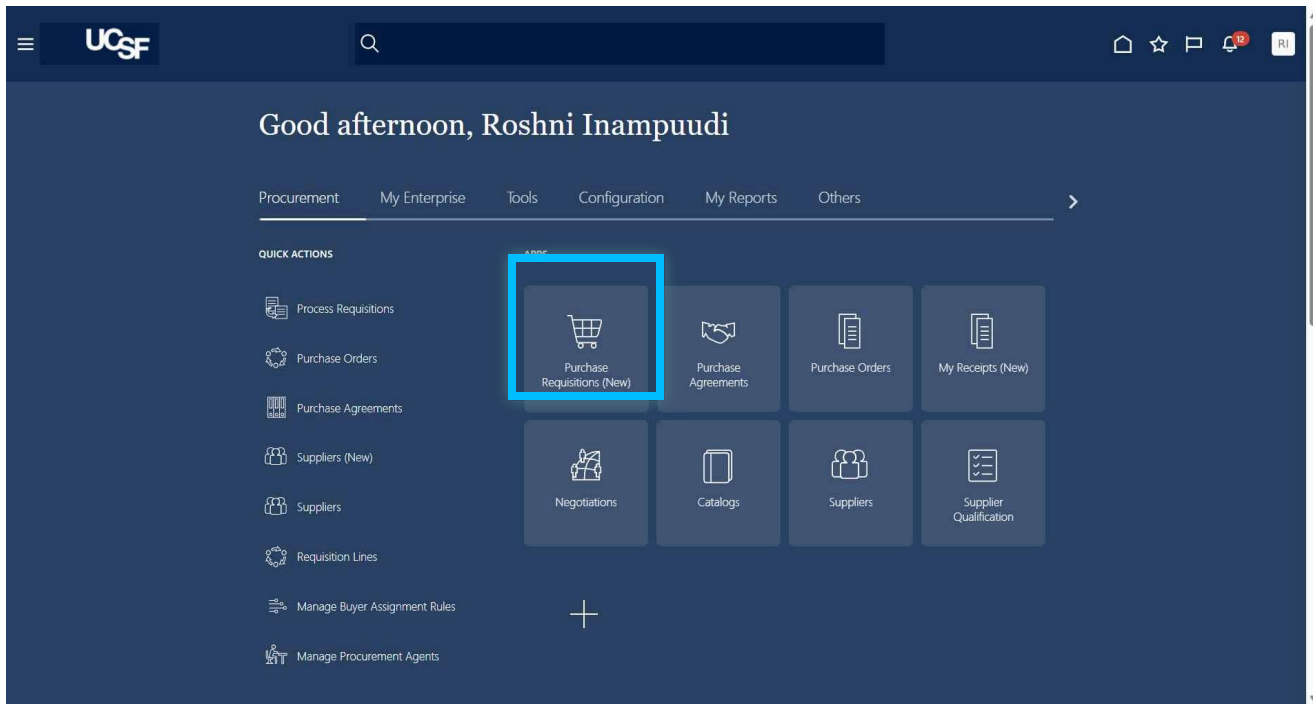 UCSF
12
RI
Good afternoon, Roshni Inampuudi
Procurement My Enterprise Tools Configuration My Reports Others
QUICK ACTIONS
Process Requisitions
Purchase Orders
Purchase Agreements
Suppliers (New)
Suppliers
Requisition Lines
Manage Buyer Assignment Rules
Manage Procurement Agents
APPS
Purchase
Requisitions (New)
Purchase
Agreements
Purchase Orders
My Receipts (New)
Negotiations
Catalogs
Suppliers
Supplier
Qualification